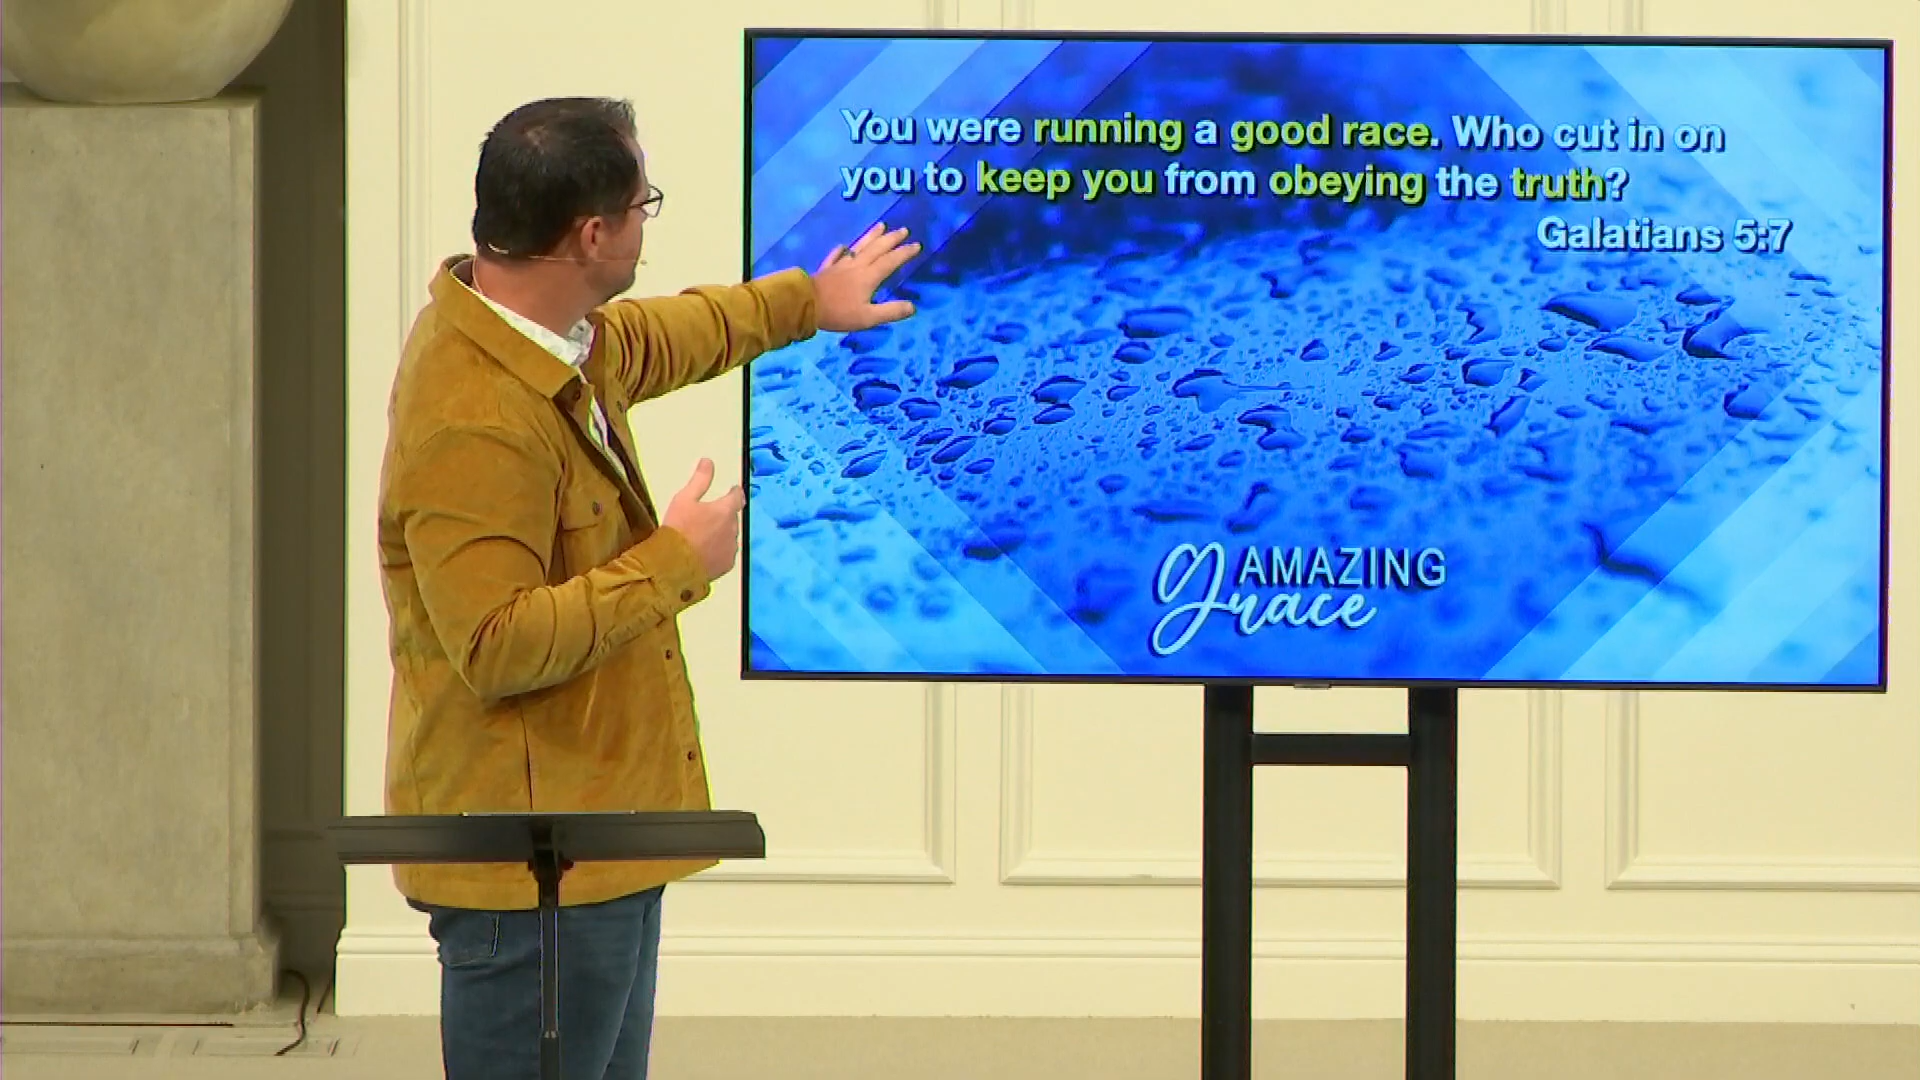 You were running a good race. Who cut in on
you to keep you from obeying the truth?
Galatians 5:7
AMAZING
Grace